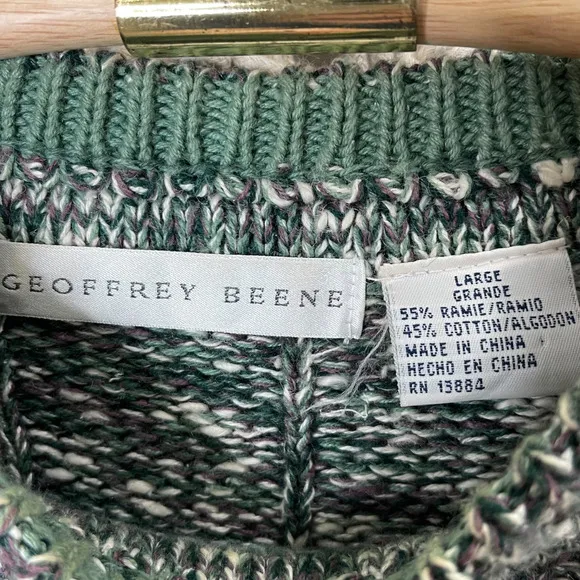 GEOFFREY BEENE
LARGE
GRANDE
55% RAMIE/RAMIO
45% COTTON/ALGODON
MADE IN CHINA
HECHO EN CHINA
RN 13884